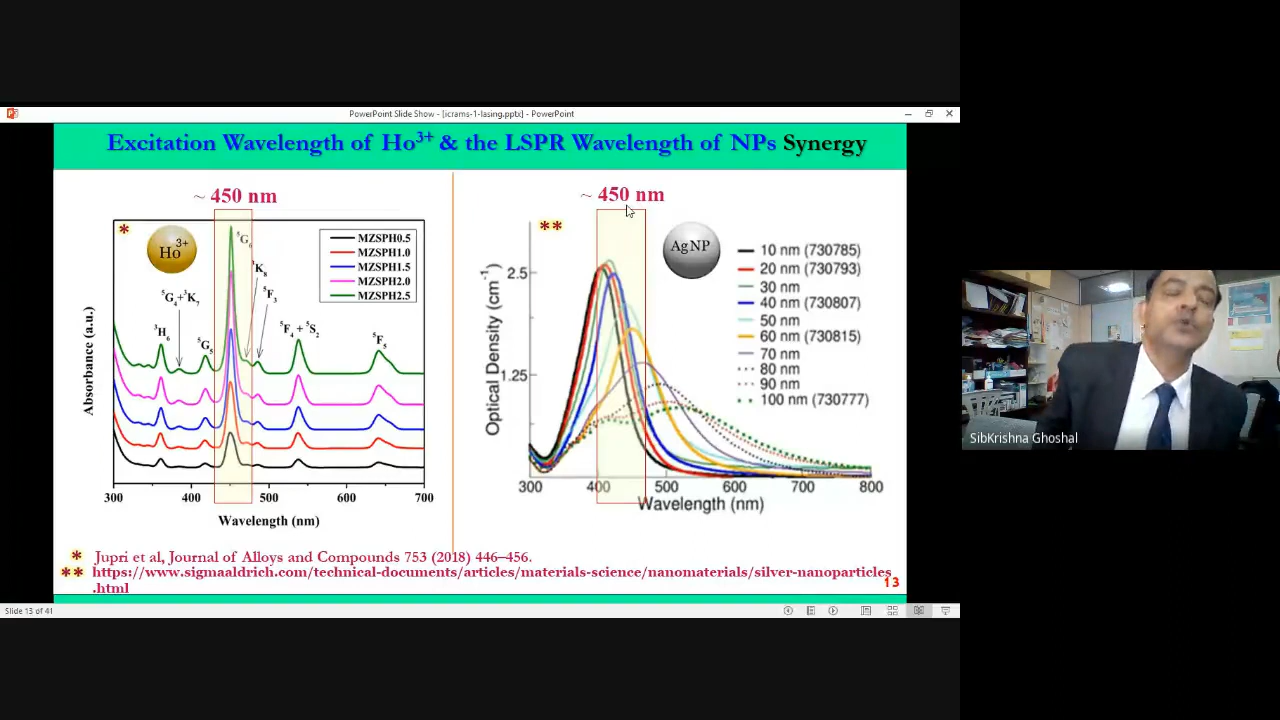 PowerPoint Slide Show - [icrams-1-lasing.pptx] - PowerPoint
Excitation Wavelength of Ho3+ & the LSPR Wavelength of NPs Synergy
~ 450 nm
*
Ho3+
5G6
3K8
5F3
5G4+3K7
3H6
5G5
5F4 + 5S2
5F5
MZSPH0.5
MZSPH1.0
MZSPH1.5
MZSPH2.0
MZSPH2.5
Absorbance (a.u.)
300 400 500 600 700
Wavelength (nm)
~ 450 nm
**
AgNP
10 nm (730785)
20 nm (730793)
30 nm
40 nm (730807)
50 nm
60 nm (730815)
70 nm
80 nm
90 nm
100 nm (730777)
2.5
1.25
Optical Density (cm-1)
300 400 500 600 700 800
Wavelength (nm)
* Jupri et al, Journal of Alloys and Compounds 753 (2018) 446–456.
** https://www.sigmaaldrich.com/technical-documents/articles/materials-science/nanomaterials/silver-nanoparticles
.html
13
Slide 13 of 41
SibKrishna Ghoshal